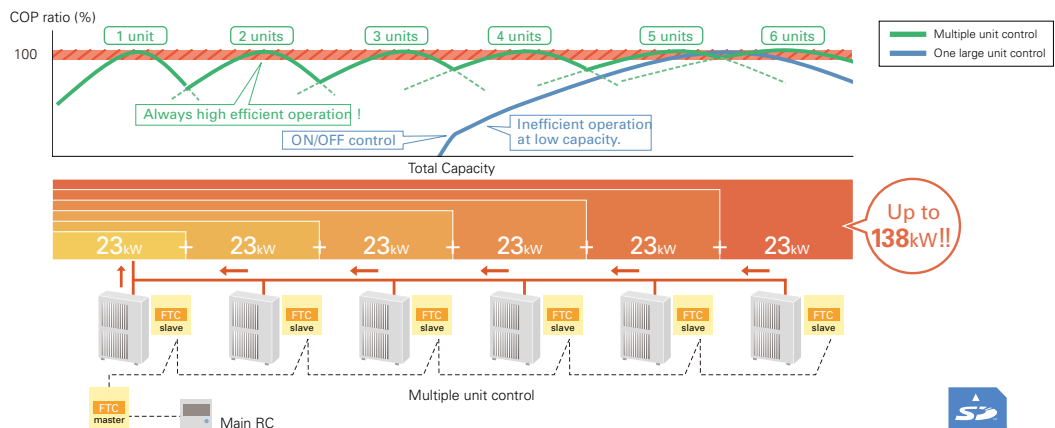 COP ratio (%)
100
1 unit
2 units
3 units
4 units
5 units
6 units
Multiple unit control
One large unit control
Always high efficient operation !
ON/OFF control
Inefficient operation
at low capacity.
Total Capacity
23kW + 23kW + 23kW + 23kW + 23kW + 23kW
Up to
138kW!!
FTC
slave
FTC
slave
FTC
slave
FTC
slave
FTC
slave
FTC
slave
Multiple unit control
FTC
master
Main RC
SD